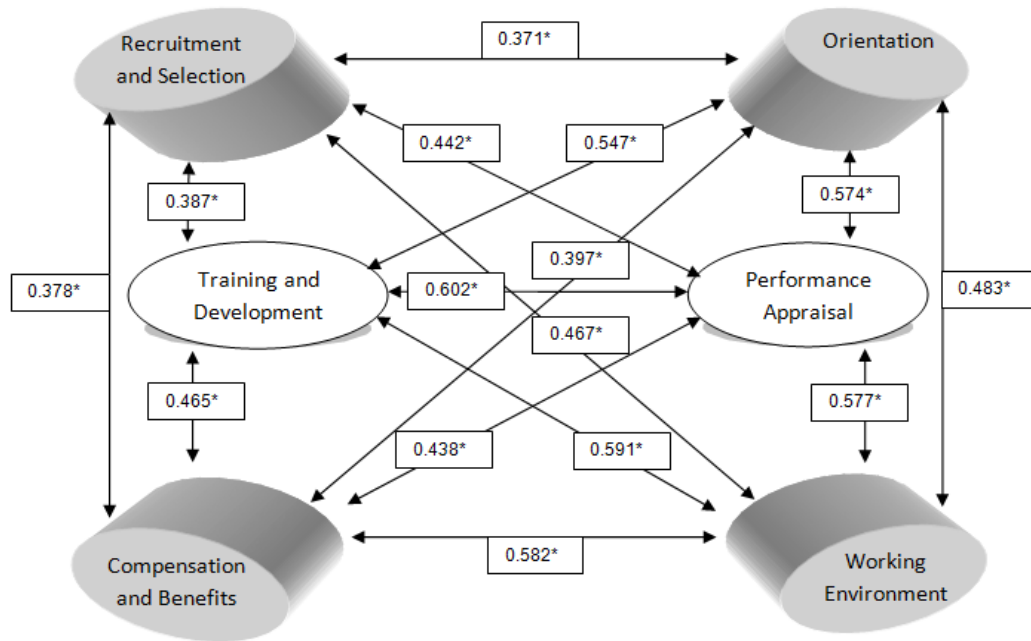 Recruitment
and Selection
0.371*
Orientation
0.442*
0.547*
0.387*
0.574*
Training and
Development
0.397*
Performance
Appraisal
0.378*
0.602*
0.483*
0.467*
0.465*
0.577*
0.438*
0.591*
Compensation
and Benefits
0.582*
Working
Environment